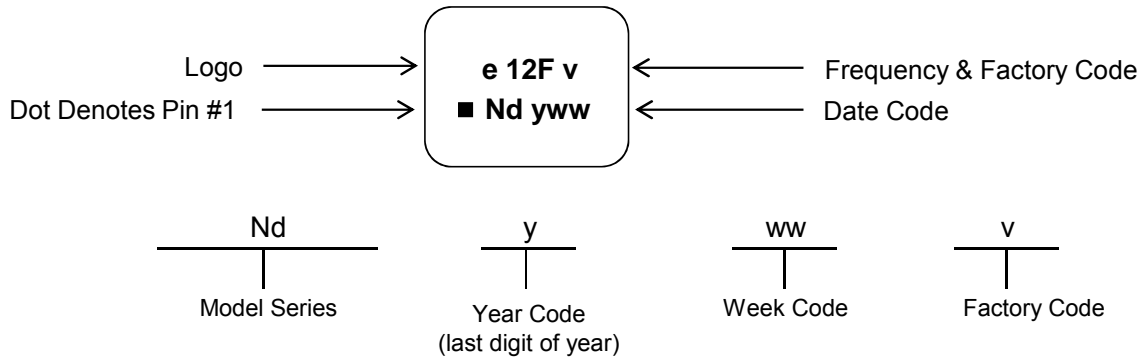 Logo
e 12F v
Frequency & Factory Code
Dot Denotes Pin #1
■ Nd yww
Date Code
Nd
y
ww
v
Model Series
Year Code
(last digit of year)
Week Code
Factory Code